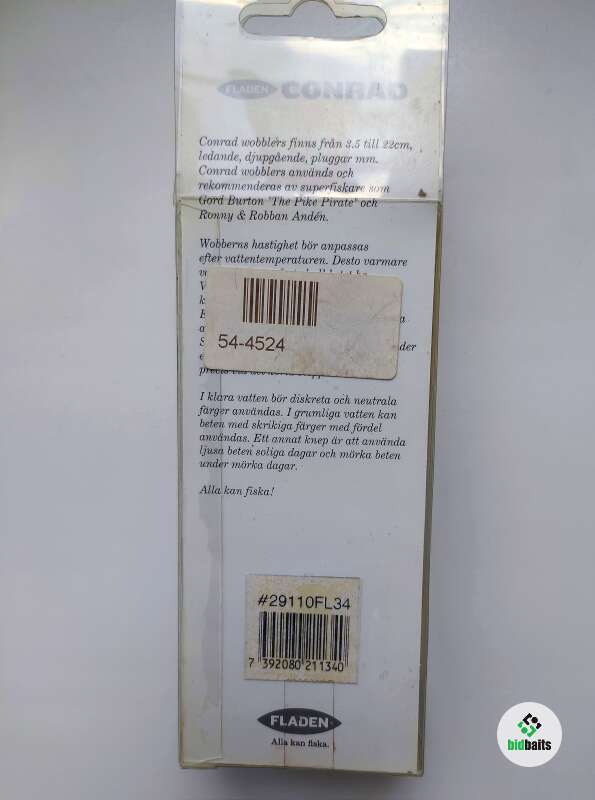 FLADEN CONRAD
Conrad wobblers finns från 3.5 till 22cm,
ledande, djupgående, pluggar mm.
Conrad wobblers används och
rekommenderas av superfiskare som
Gord Burton "The Pike Pirate" och
Ronny & Robban Andén.
Wobberns hastighet bör anpassas
efter vattentemperaturen. Desto varmare
54-4524
I klara vatten bör diskreta och neutrala
färger användas. I grumliga vatten kan
beten med skrikiga färger med fördel
användas. Ett annat knep är att använda
ljusa beten soliga dagar och mörka beten
under mörka dagar.
Alla kan fiska!
#29110FL34
7 392080 211340
FLADEN
Alla kan fiska.
bidbaits